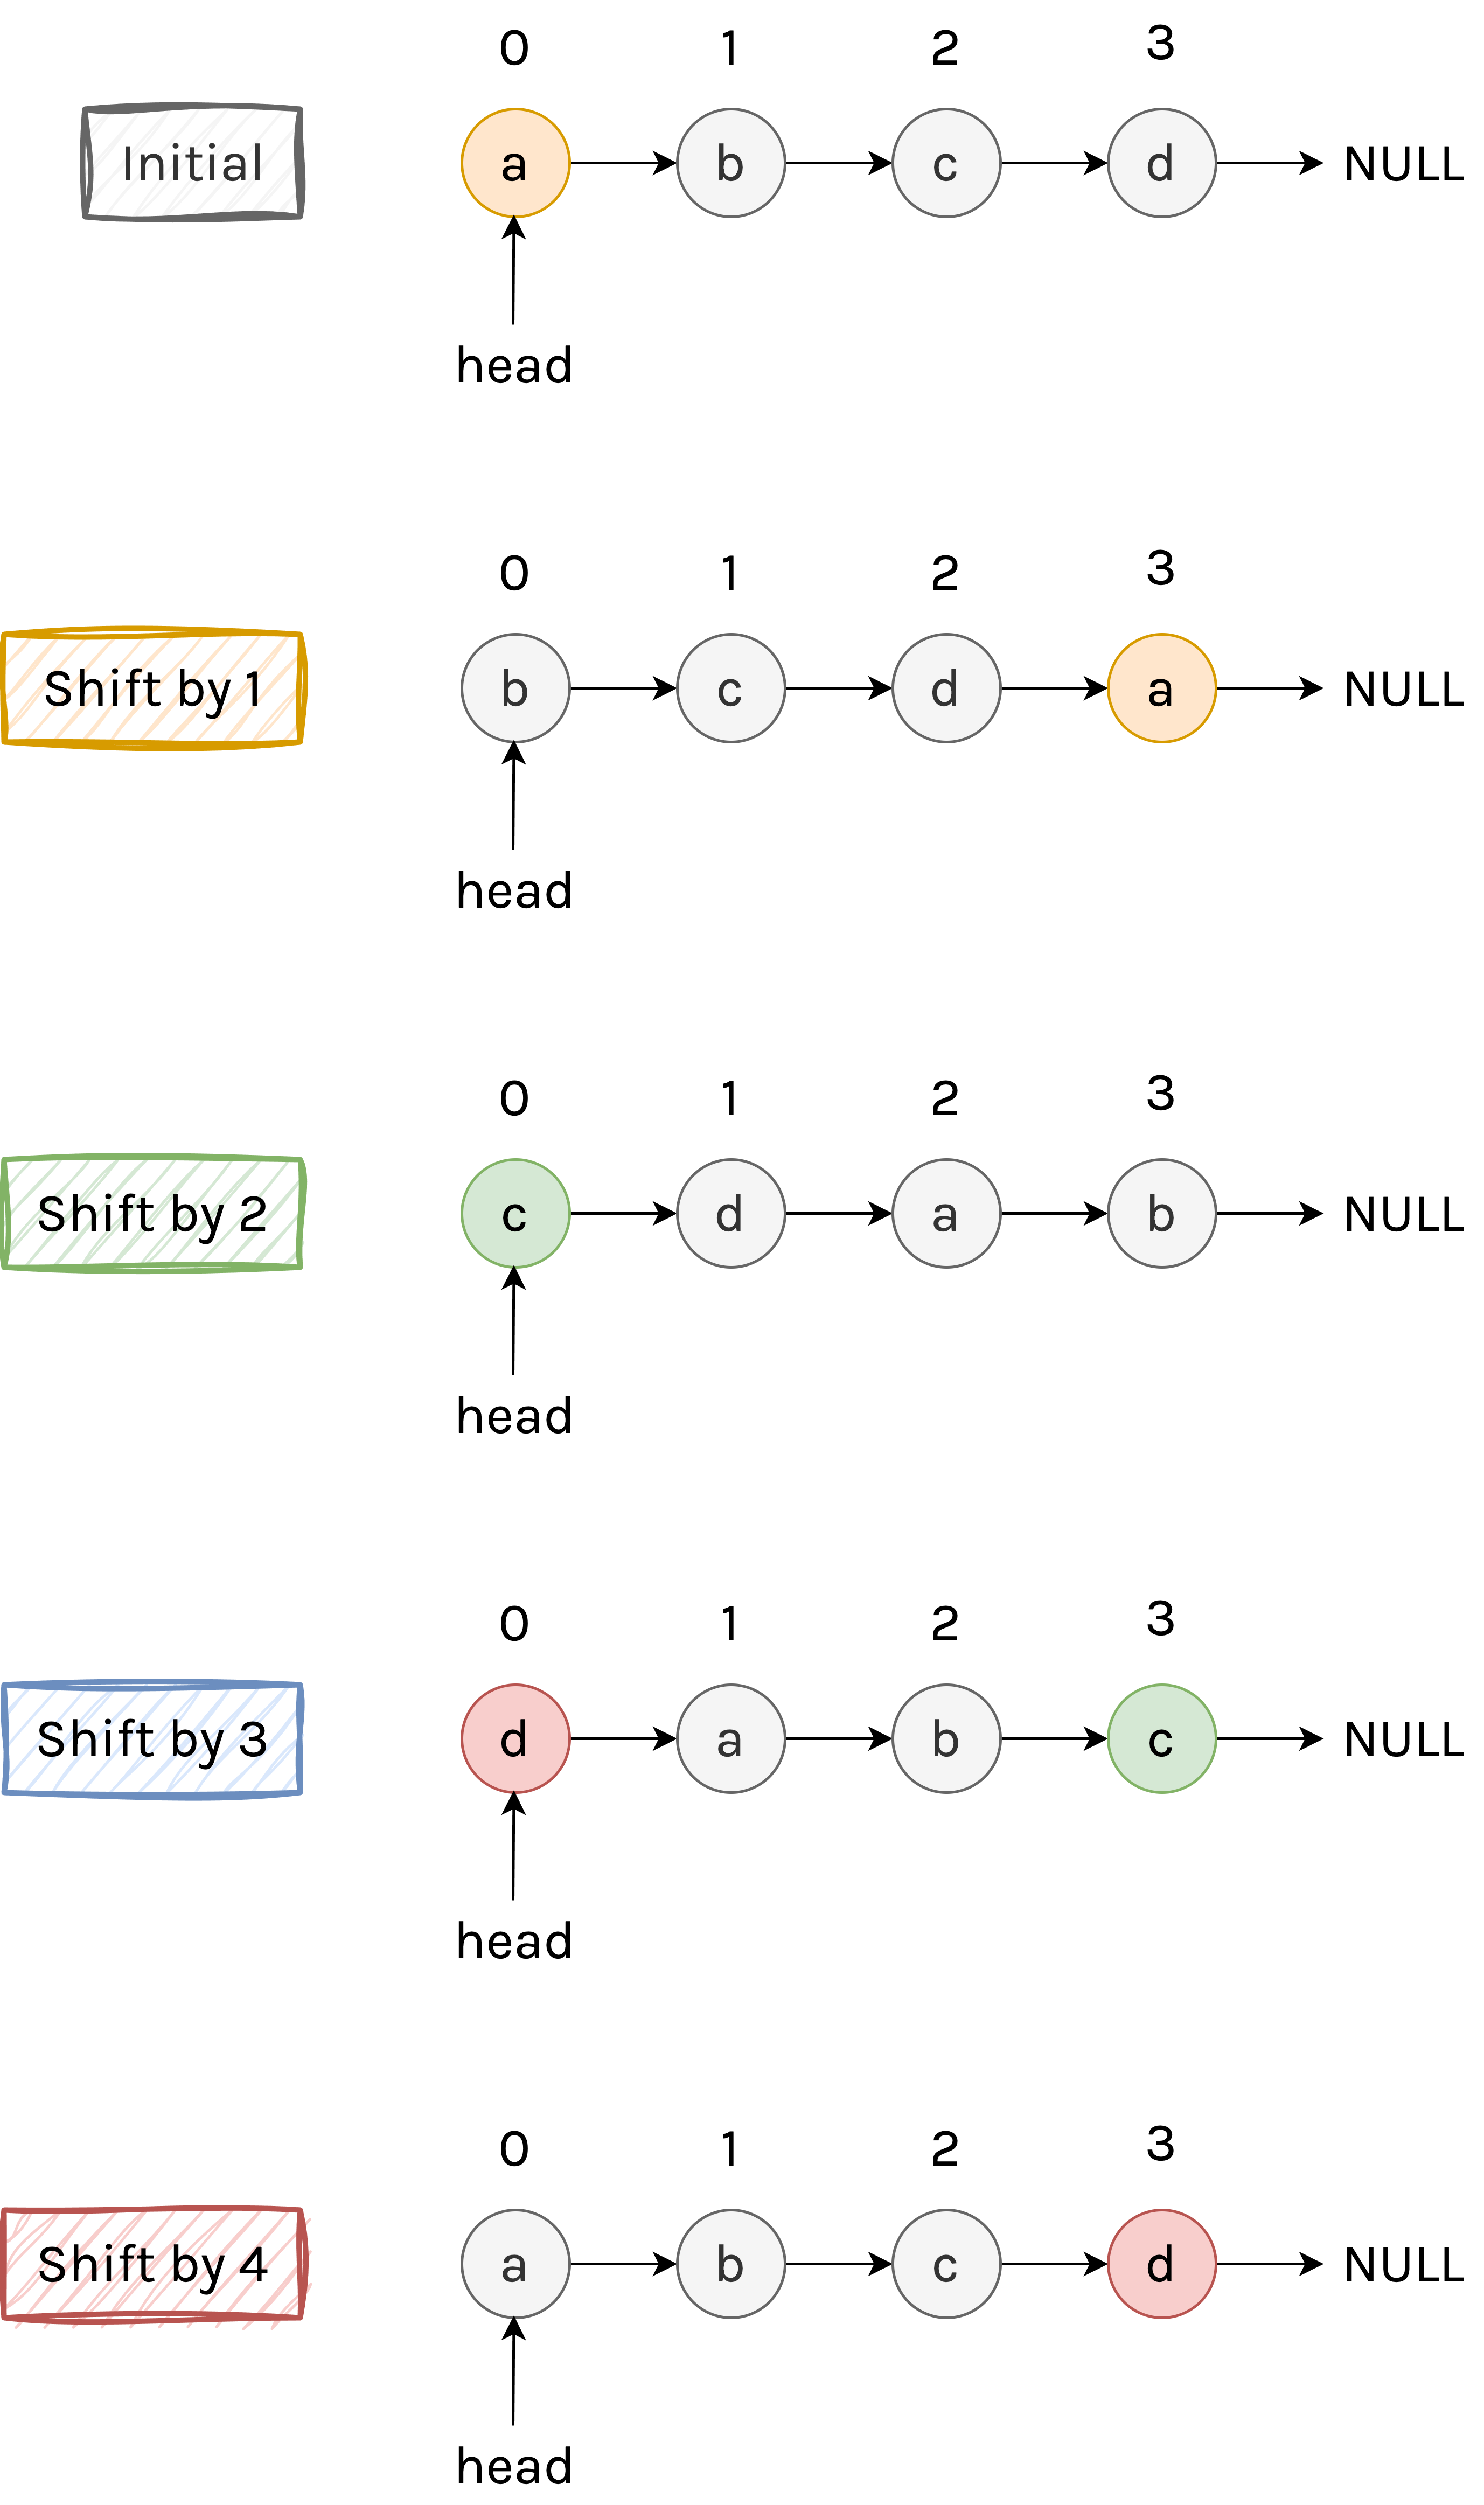 0 1 2 3
Initial a b c d NULL
head
0 1 2 3
Shift by 1 b c d a NULL
head
0 1 2 3
Shift by 2 c d a b NULL
head
0 1 2 3
Shift by 3 d a b c NULL
head
0 1 2 3
Shift by 4 a b c d NULL
head